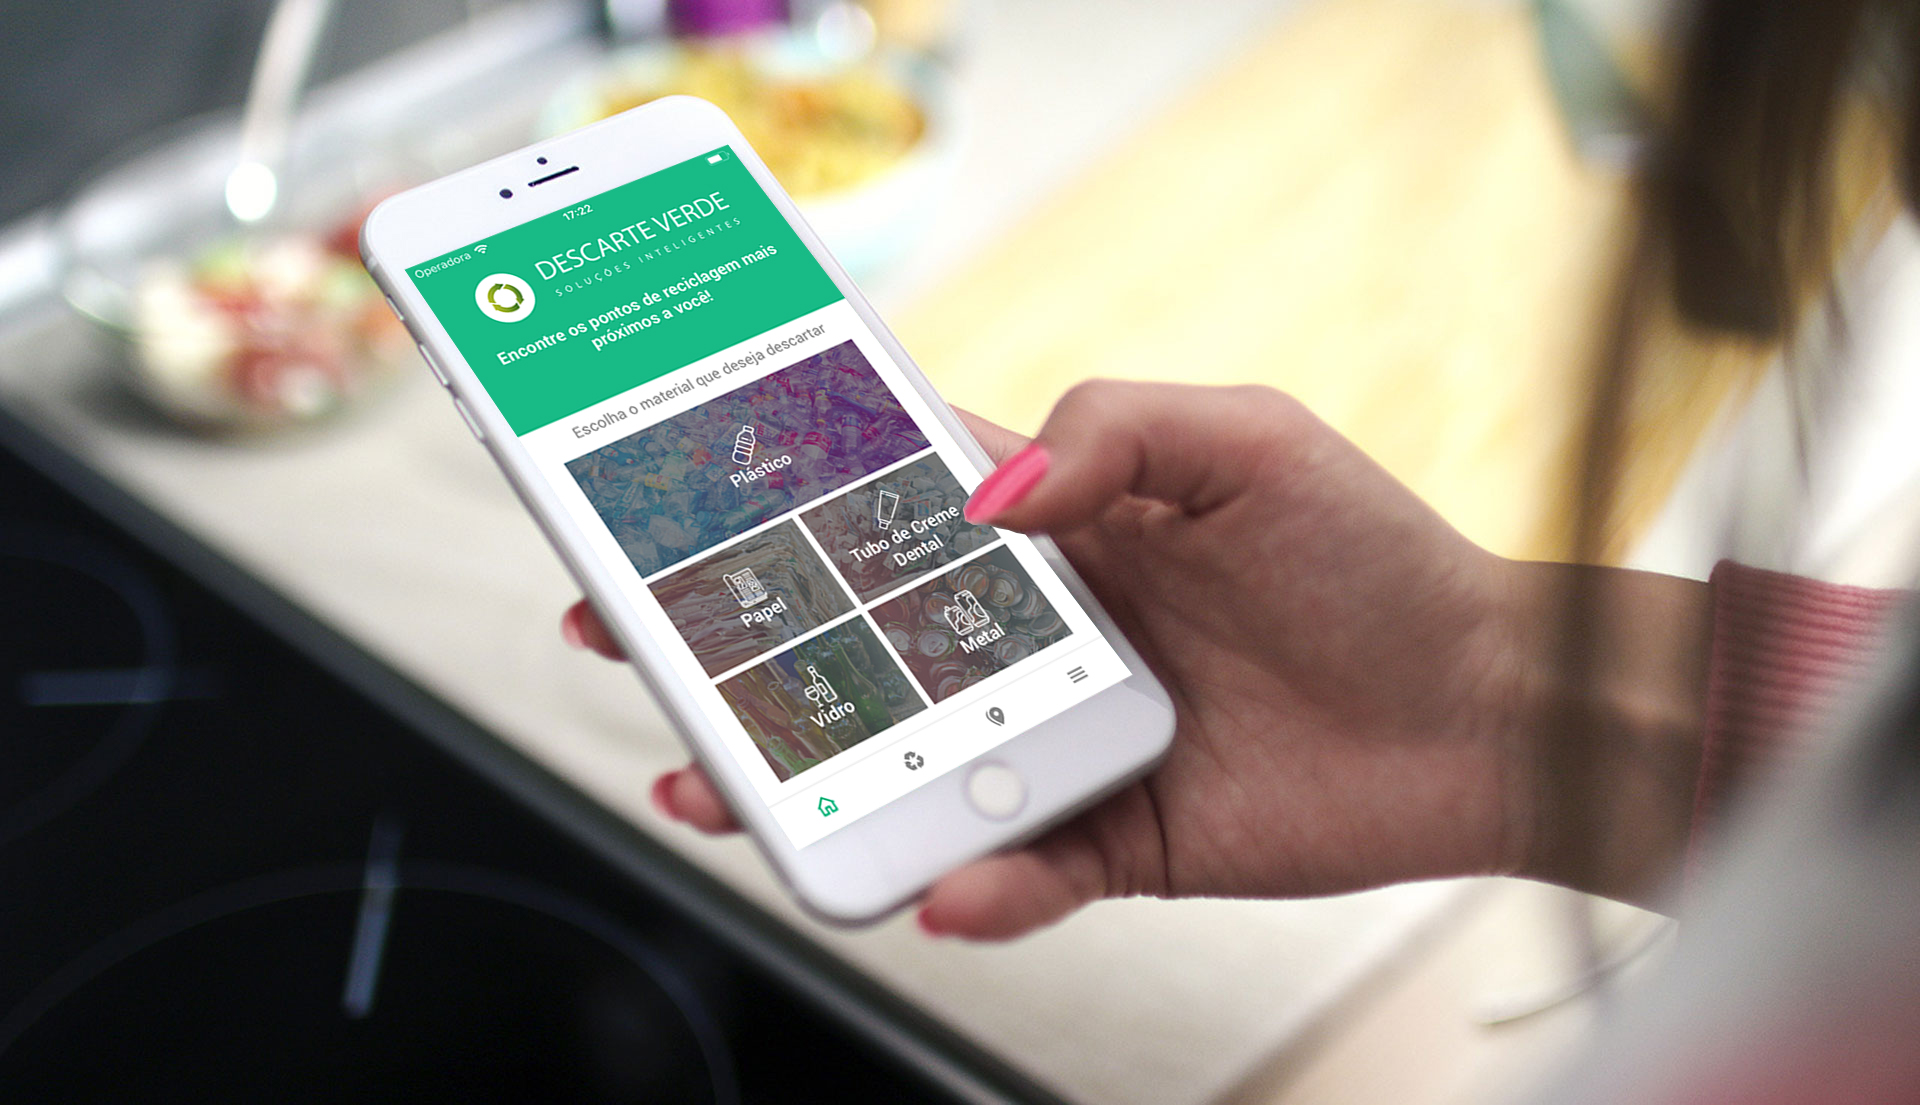 Operadora
17:22
DESCARTE VERDE
SOLUÇÕES INTELIGENTES
Encontre os pontos de reciclagem mais
próximos a você!
Escolha o material que deseja descartar
Plástico
Papel
Tubo de Creme
Dental
Vidro
Metal